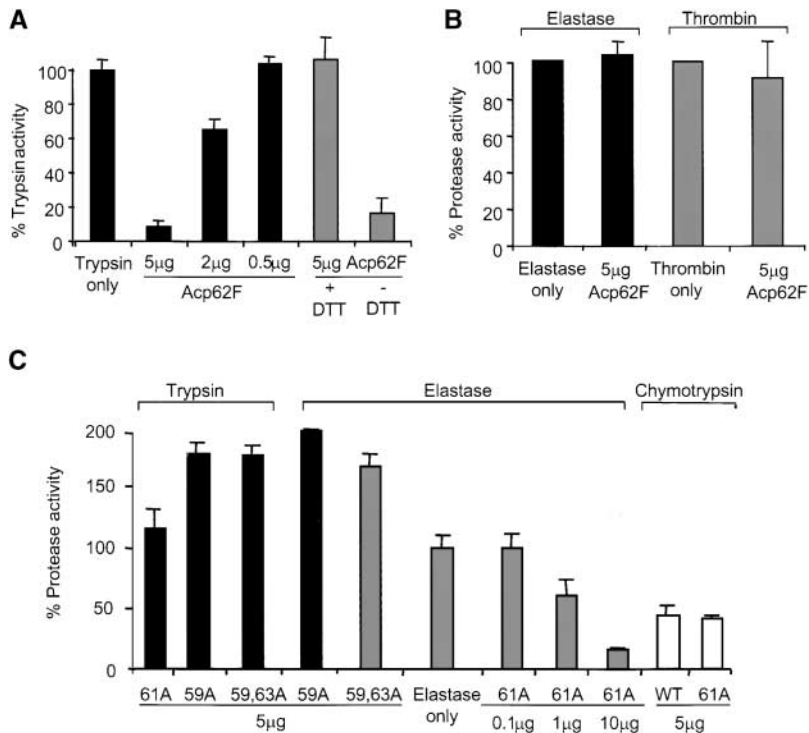 A
% Trypsin activity
100
80
60
40
20
0
Trypsin only
5µg 2µg 0.5µg
Acp62F
5µg Acp62F
+ -
DTT DTT
B
Elastase Thrombin
% Protease activity
100
80
60
40
20
0
Elastase only
5µg Acp62F
Thrombin only
5µg Acp62F
C
Trypsin Elastase Chymotrypsin
% Protease activity
200
150
100
50
0
61A 59A 59,63A 59A 59,63A Elastase only 61A 61A 61A WT 61A
5µg 0.1µg 1µg 10µg 5µg